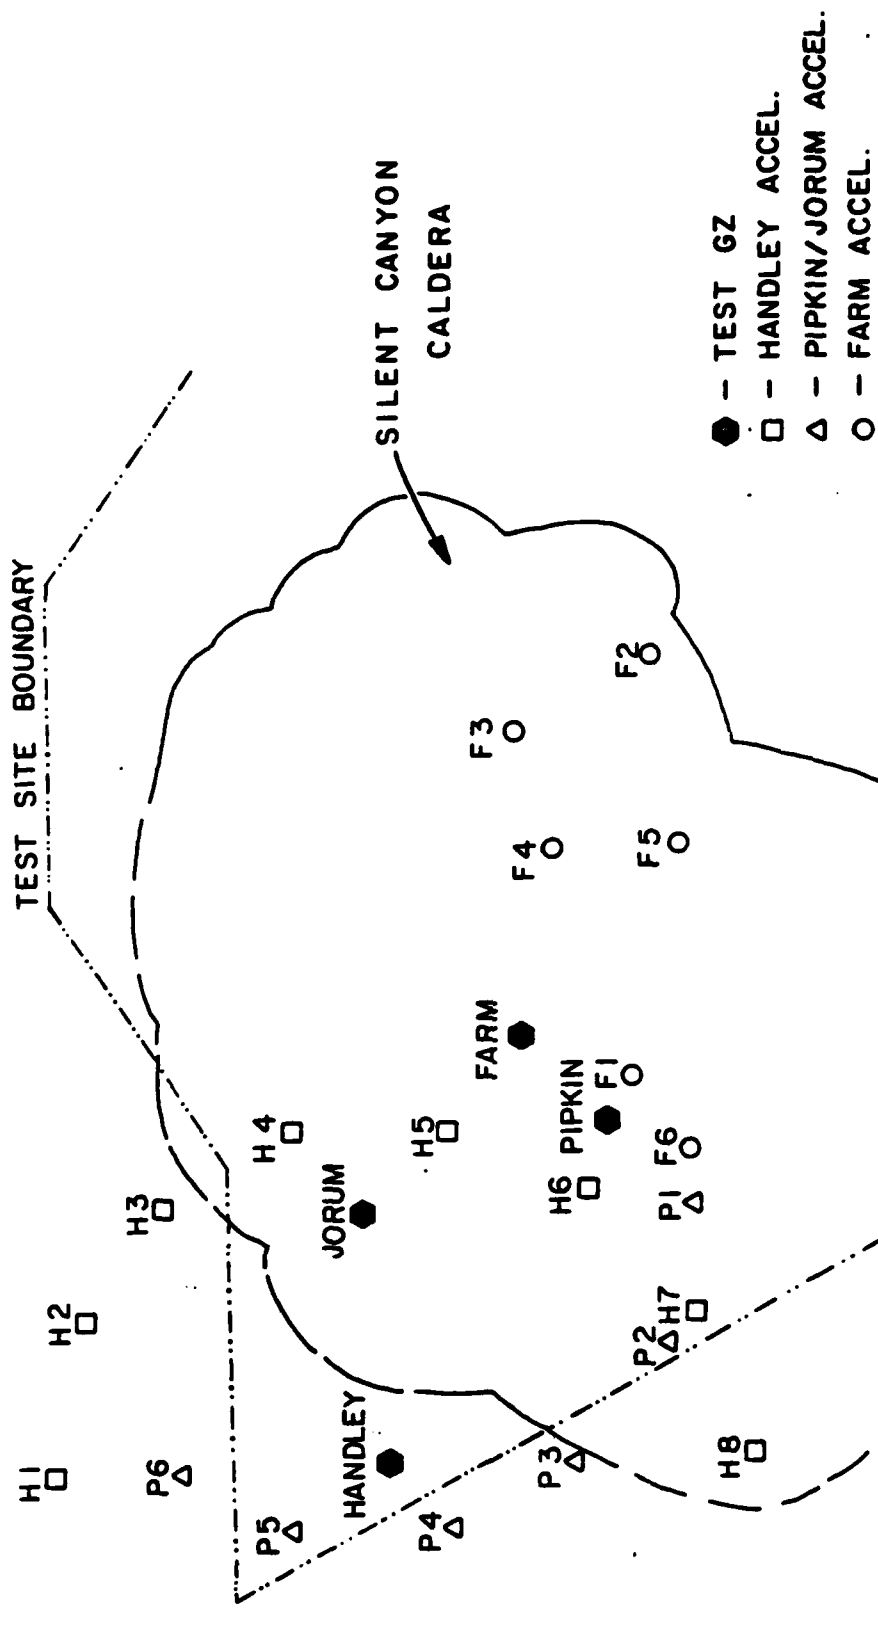 TEST SITE BOUNDARY
SILENT CANYON
CALDERA
H1
H2
H3
H4
H5
H6
H7
H8
P1
P2
P3
P4
P5
P6
F1
F2
F3
F4
F5
F6
HANDLEY
JORUM
PIPKIN
FARM
- TEST GZ
- HANDLEY ACCEL.
- PIPKIN/JORUM ACCEL.
- FARM ACCEL.